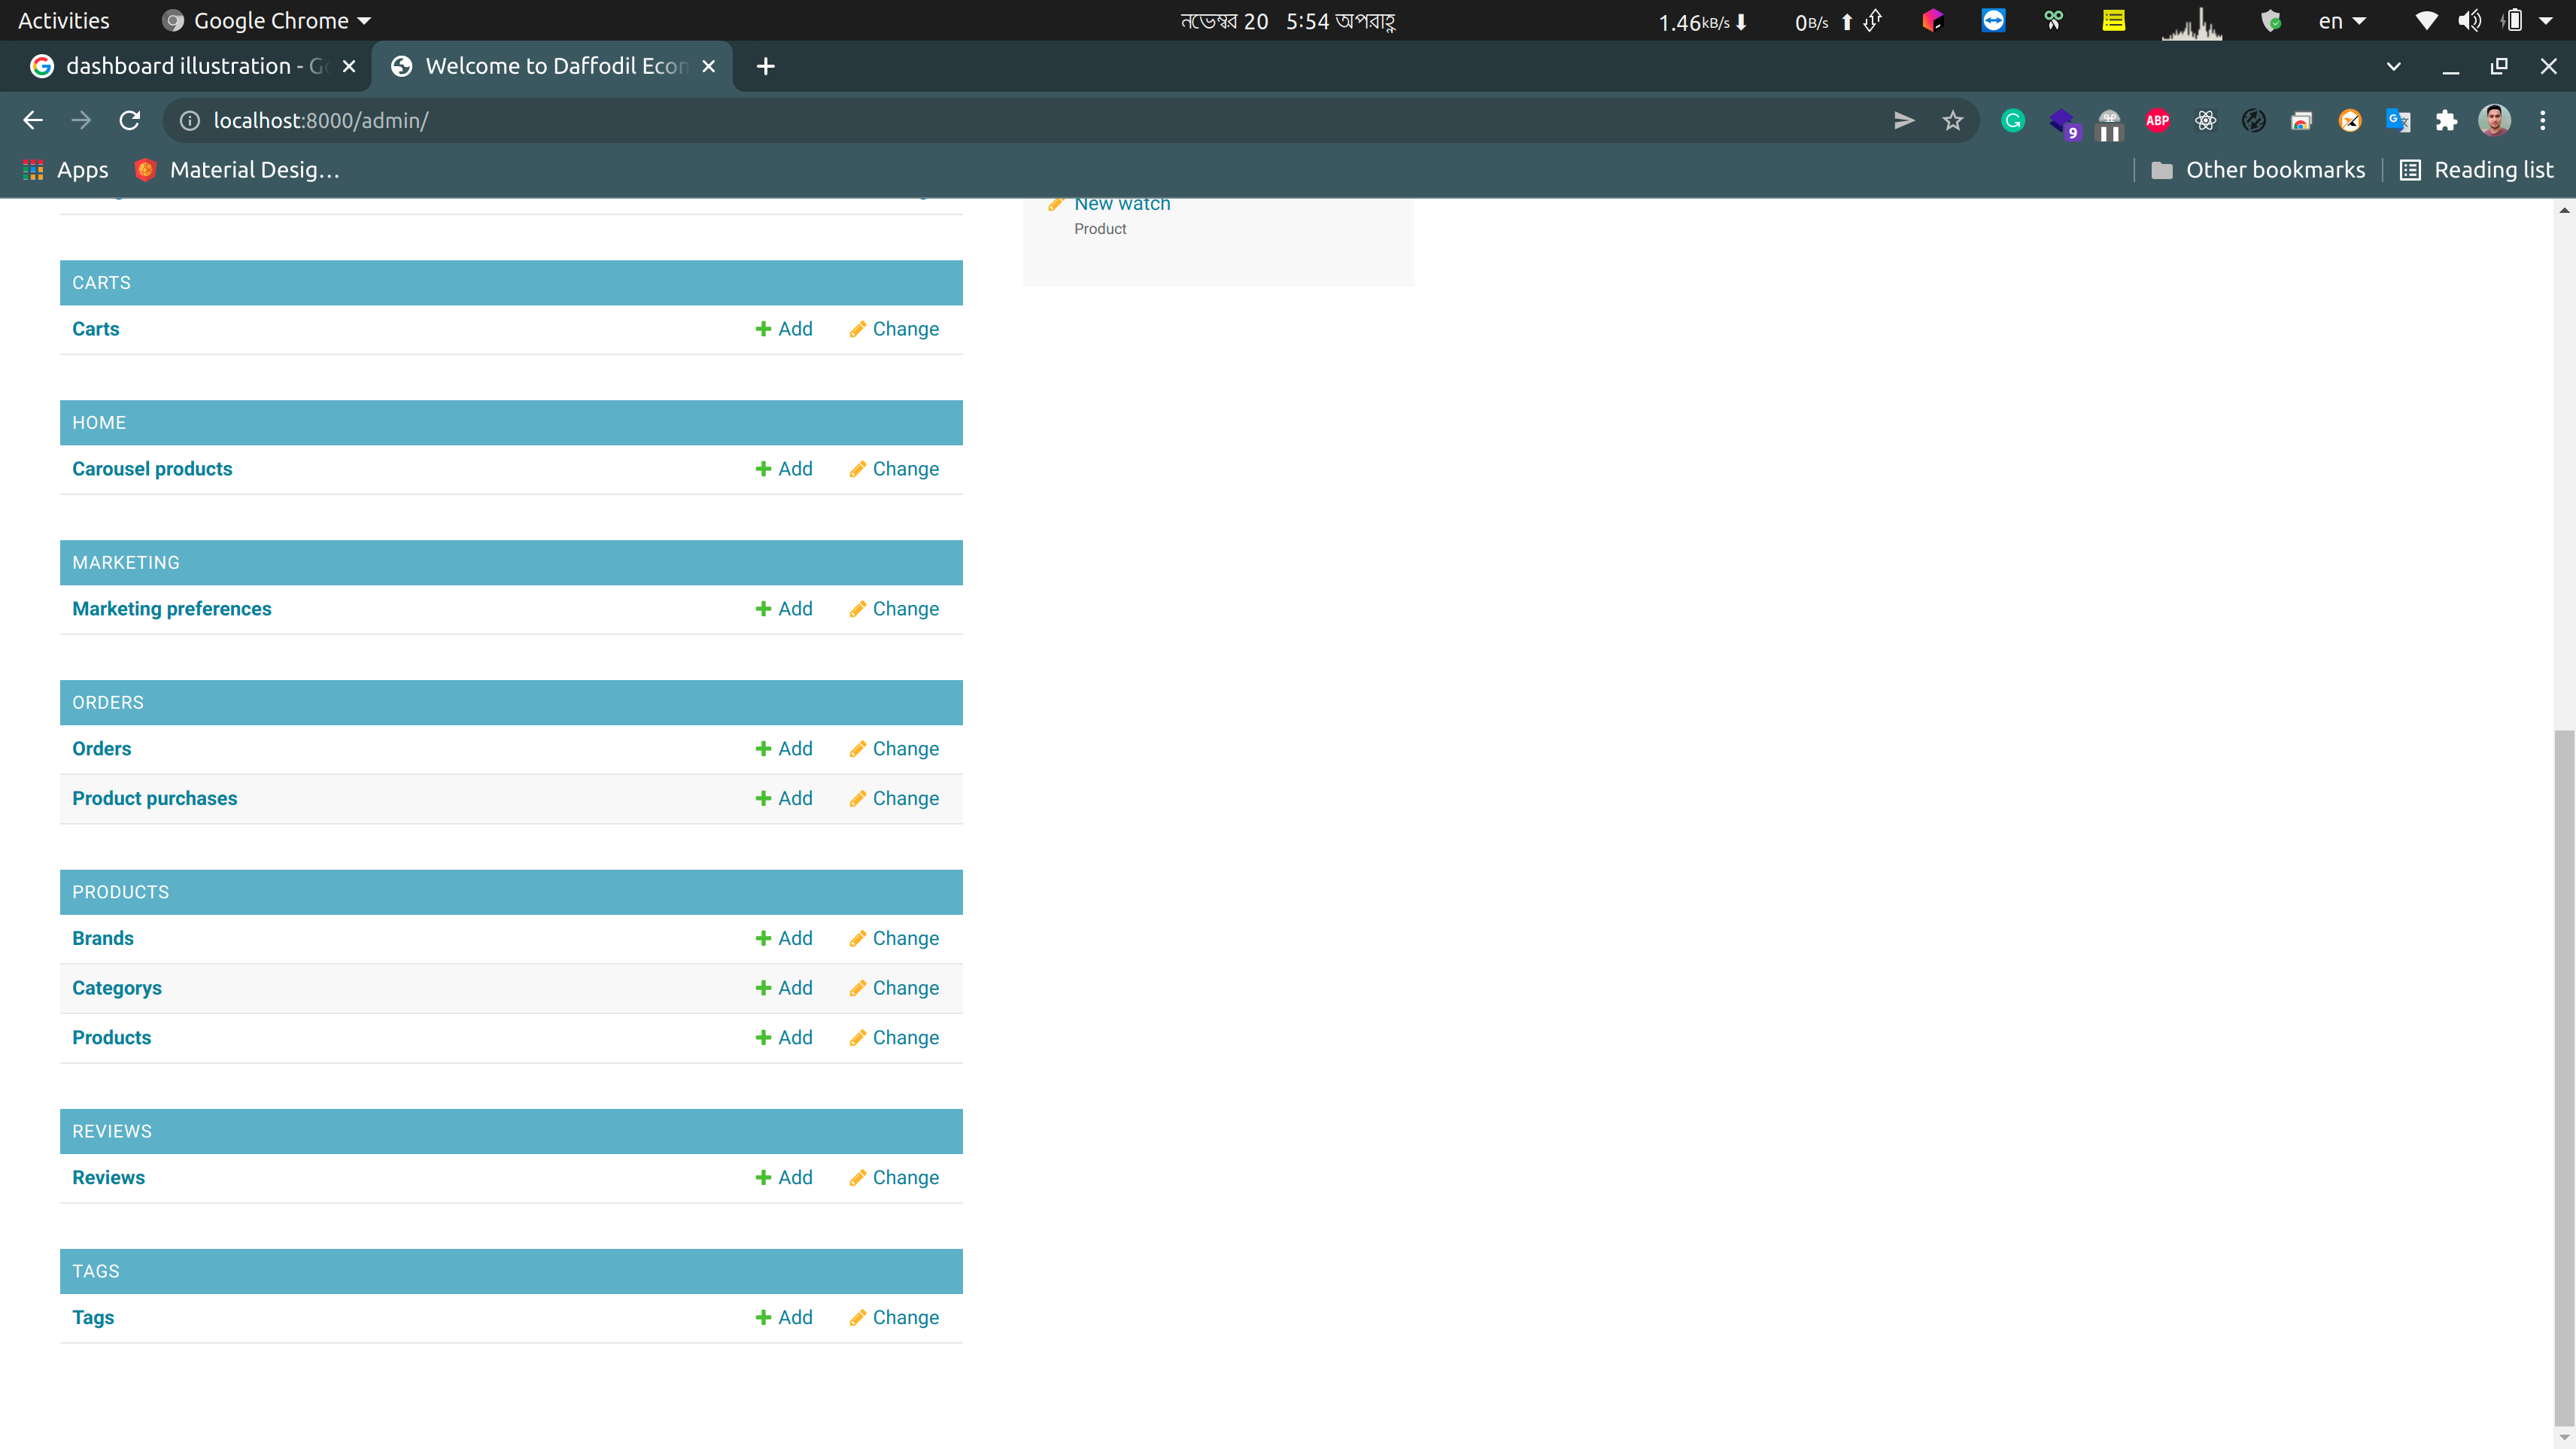 Activities Google Chrome নভেম্বর 20 5:54 অপরাহ্ণ 1.46kB/s 0B/s en
dashboard illustration - Go Welcome to Daffodil Econ
localhost:8000/admin/ 9 ABP
Apps Material Desig... Other bookmarks Reading list
New watch
Product
CARTS
Carts Add Change
HOME
Carousel products Add Change
MARKETING
Marketing preferences Add Change
ORDERS
Orders Add Change
Product purchases Add Change
PRODUCTS
Brands Add Change
Categorys Add Change
Products Add Change
REVIEWS
Reviews Add Change
TAGS
Tags Add Change